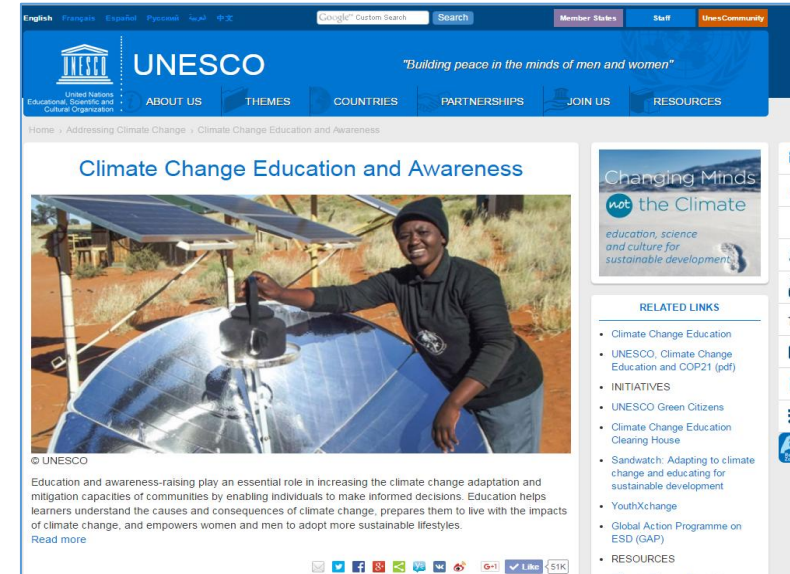 English Français Español Русский العربية 中文
Google™ Custom Search
Search
Member States
Staff
UnesCommunity
UNESCO
United Nations
Educational, Scientific and
Cultural Organization
UNESCO
"Building peace in the minds of men and women"
ABOUT US THEMES COUNTRIES PARTNERSHIPS JOIN US RESOURCES
Home › Addressing Climate Change › Climate Change Education and Awareness
Climate Change Education and Awareness
© UNESCO
Education and awareness-raising play an essential role in increasing the climate change adaptation and
mitigation capacities of communities by enabling individuals to make informed decisions. Education helps
learners understand the causes and consequences of climate change, prepares them to live with the impacts
of climate change, and empowers women and men to adopt more sustainable lifestyles.
Read more
G+1 Like 51K
Changing Minds
not the Climate
education, science
and culture for
sustainable development
RELATED LINKS
• Climate Change Education
• UNESCO, Climate Change
Education and COP21 (pdf)
• INITIATIVES
• UNESCO Green Citizens
• Climate Change Education
Clearing House
• Sandwatch: Adapting to climate
change and educating for
sustainable development
• YouthXchange
• Global Action Programme on
ESD (GAP)
• RESOURCES